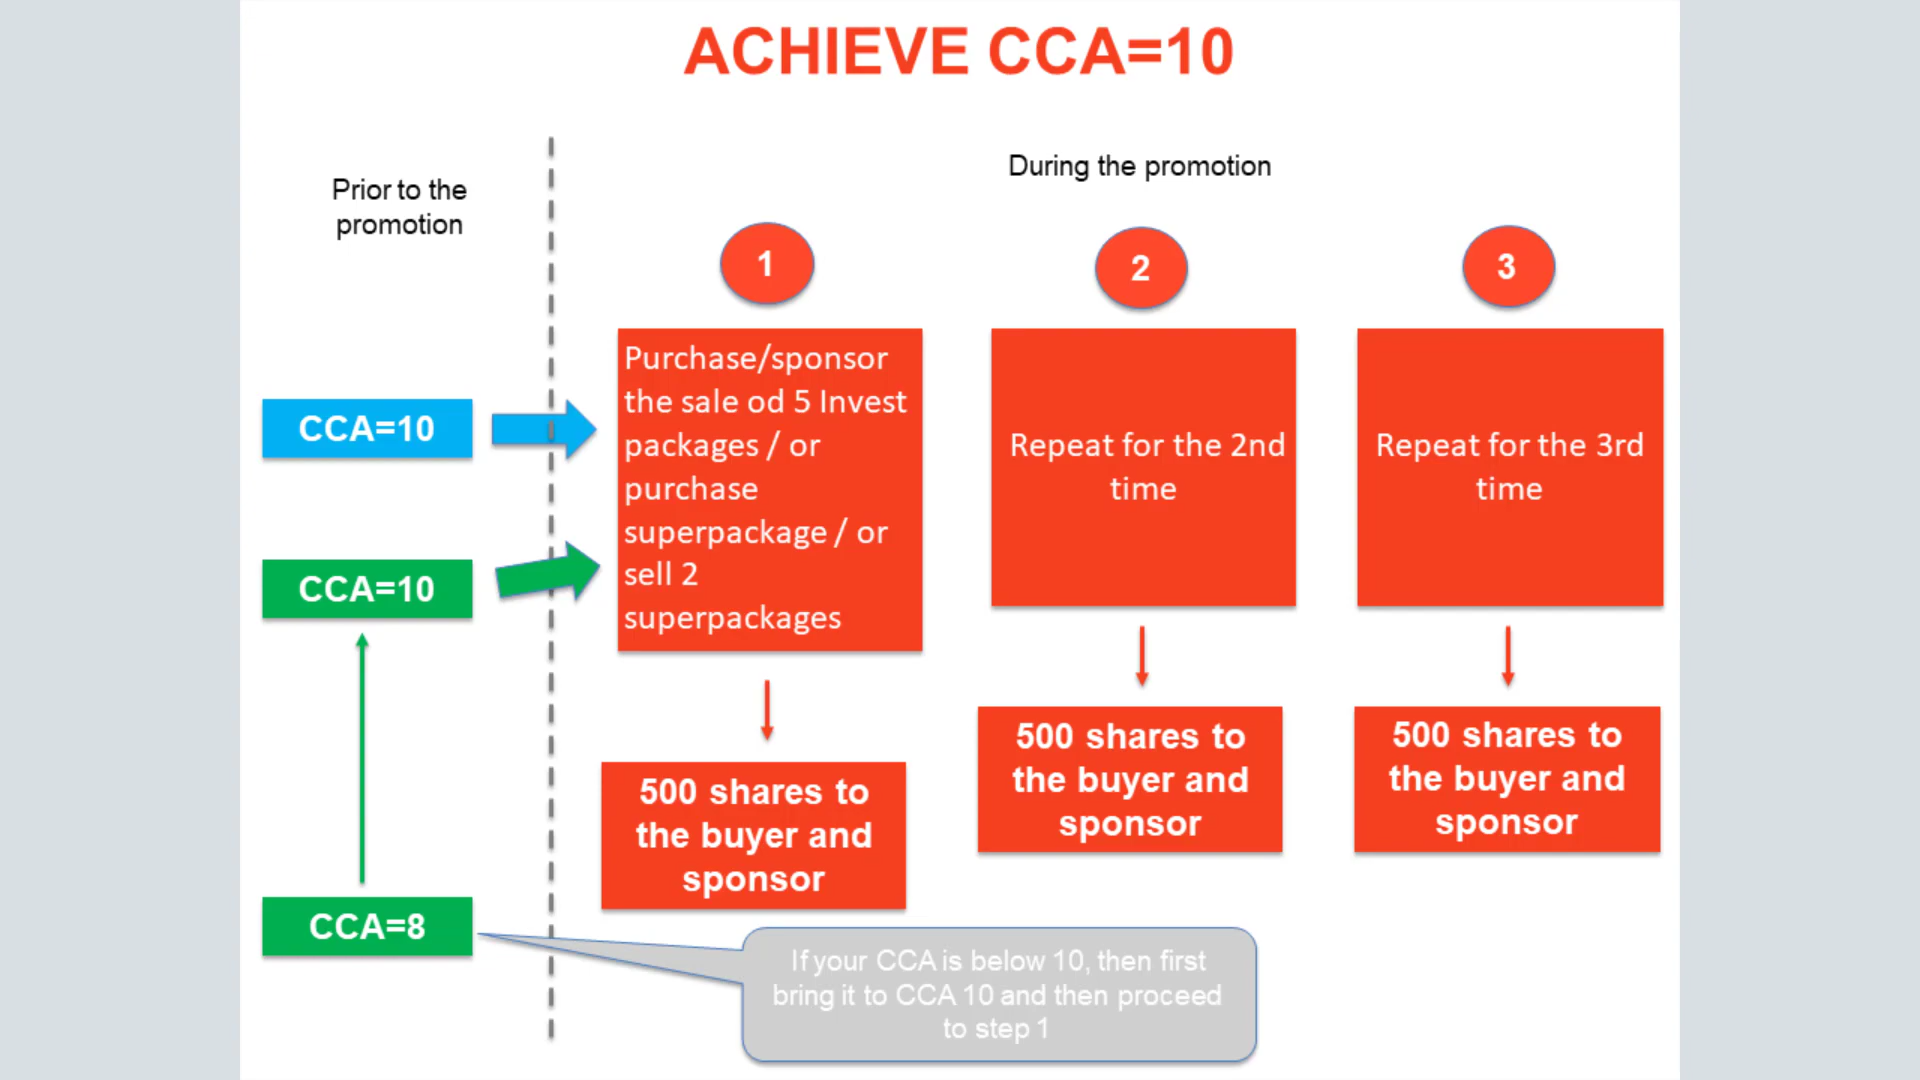 ACHIEVE CCA=10
Prior to the
promotion
During the promotion
1
2
3
CCA=10
CCA=10
CCA=8
Purchase/sponsor
the sale od 5 Invest
packages / or
purchase
superpackage / or
sell 2
superpackages
Repeat for the 2nd
time
Repeat for the 3rd
time
500 shares to
the buyer and
sponsor
500 shares to
the buyer and
sponsor
500 shares to
the buyer and
sponsor
If your CCA is below 10, then first
bring it to CCA 10 and then proceed
to step 1